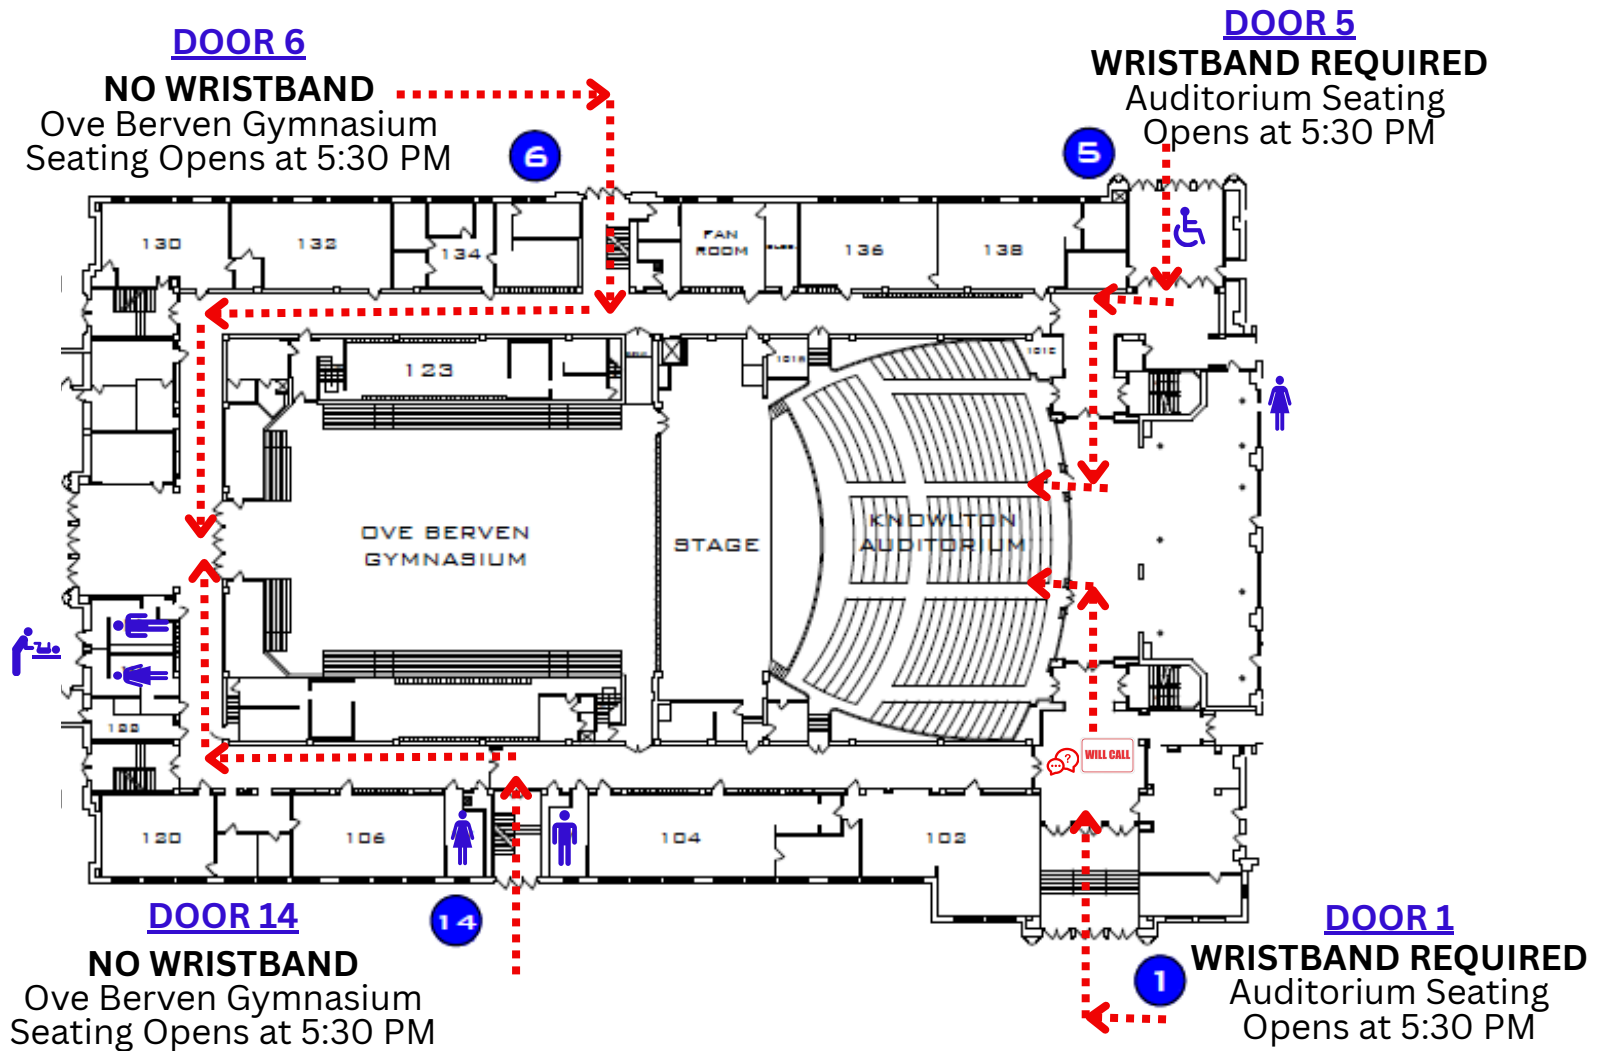 DOOR 6
NO WRISTBAND
Ove Berven Gymnasium
Seating Opens at 5:30 PM
DOOR 5
WRISTBAND REQUIRED
Auditorium Seating
Opens at 5:30 PM
6
5
130
132
134
FAN
ROOM
136
138
123
101B
101C
OVE BERVEN
GYMNASIUM
STAGE
KNOWLTON
AUDITORIUM
?
WILL CALL
120
106
104
102
14
1
DOOR 14
NO WRISTBAND
Ove Berven Gymnasium
Seating Opens at 5:30 PM
DOOR 1
WRISTBAND REQUIRED
Auditorium Seating
Opens at 5:30 PM